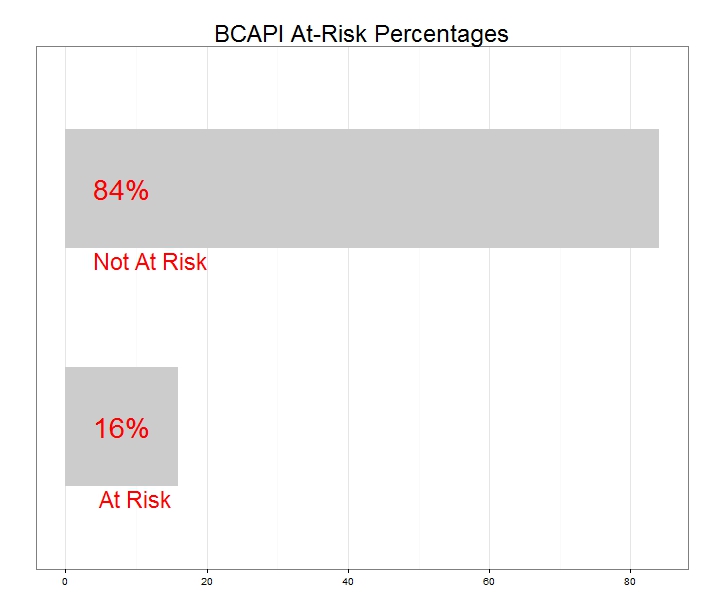 BCAPI At-Risk Percentages
84%
Not At Risk
16%
At Risk
0 20 40 60 80